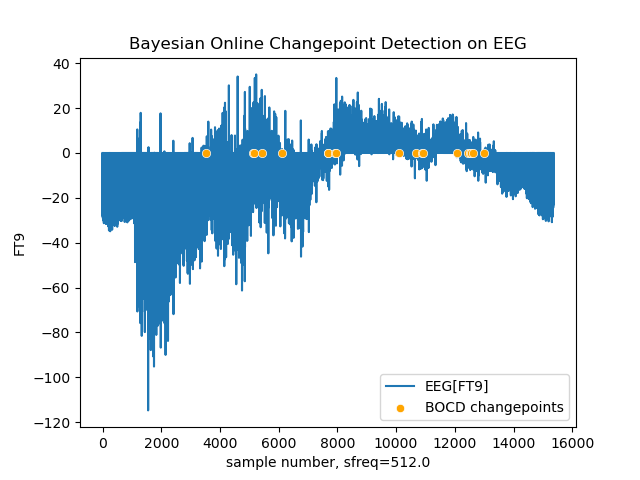 Bayesian Online Changepoint Detection on EEG
40
20
0
−20
−40
−60
−80
−100
−120
FT9
EEG[FT9]
BOCD changepoints
0 2000 4000 6000 8000 10000 12000 14000 16000
sample number, sfreq=512.0